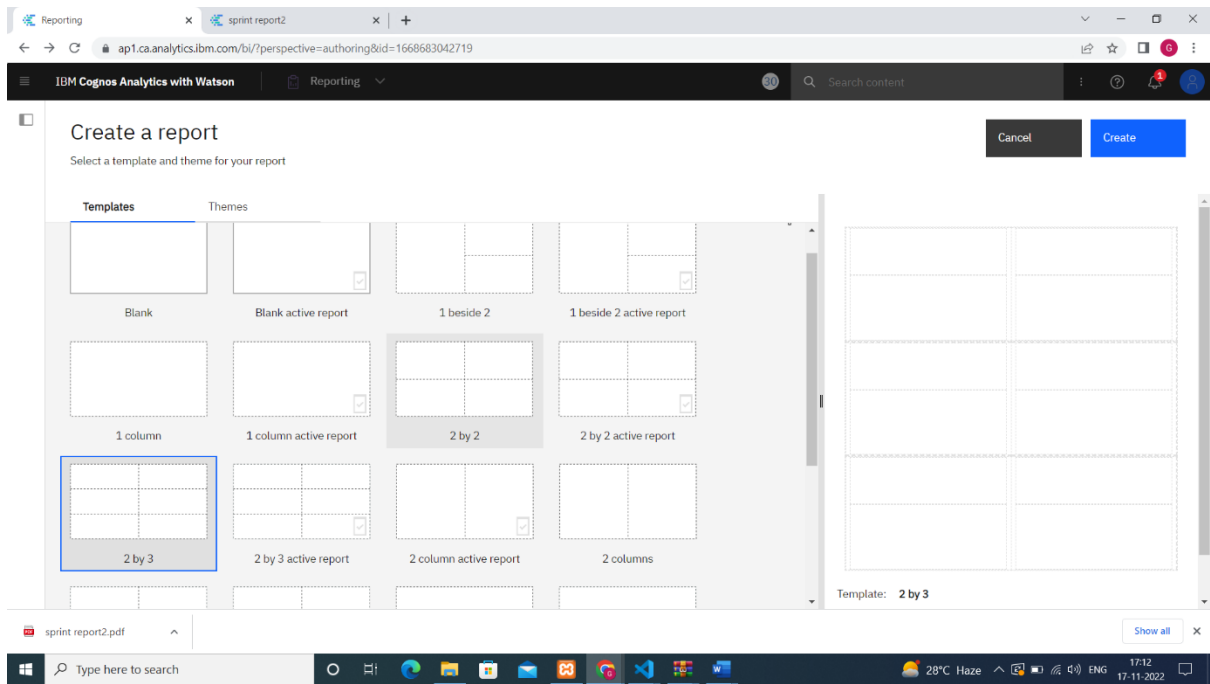 Reporting
sprint report2
ap1.ca.analytics.ibm.com/bi/?perspective=authoring&id=1668683042719
G
IBM Cognos Analytics with Watson
Reporting
30
Search content
1
Create a report
Cancel
Create
Select a template and theme for your report
Templates
Themes
Blank
Blank active report
1 beside 2
1 beside 2 active report
1 column
1 column active report
2 by 2
2 by 2 active report
2 by 3
2 by 3 active report
2 column active report
2 columns
Template: 2 by 3
sprint report2.pdf
Show all
Type here to search
28°C Haze
ENG
17:12
17-11-2022